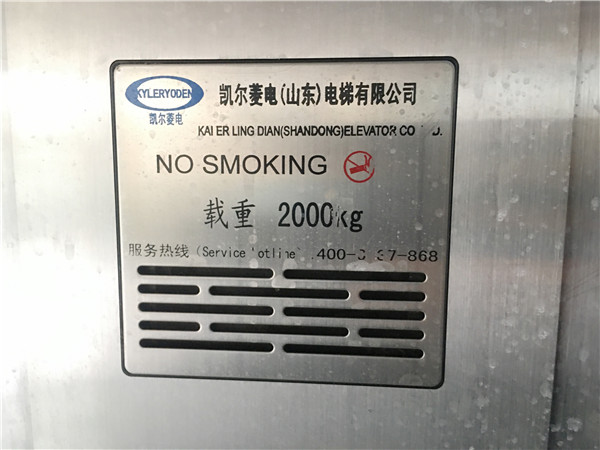 KYLERYODEN
凯尔菱电
凯尔菱电(山东)电梯有限公司
KAI ER LING DIAN(SHANDONG)ELEVATOR CO
NO SMOKING
载重 2000kg
服务热线(Service